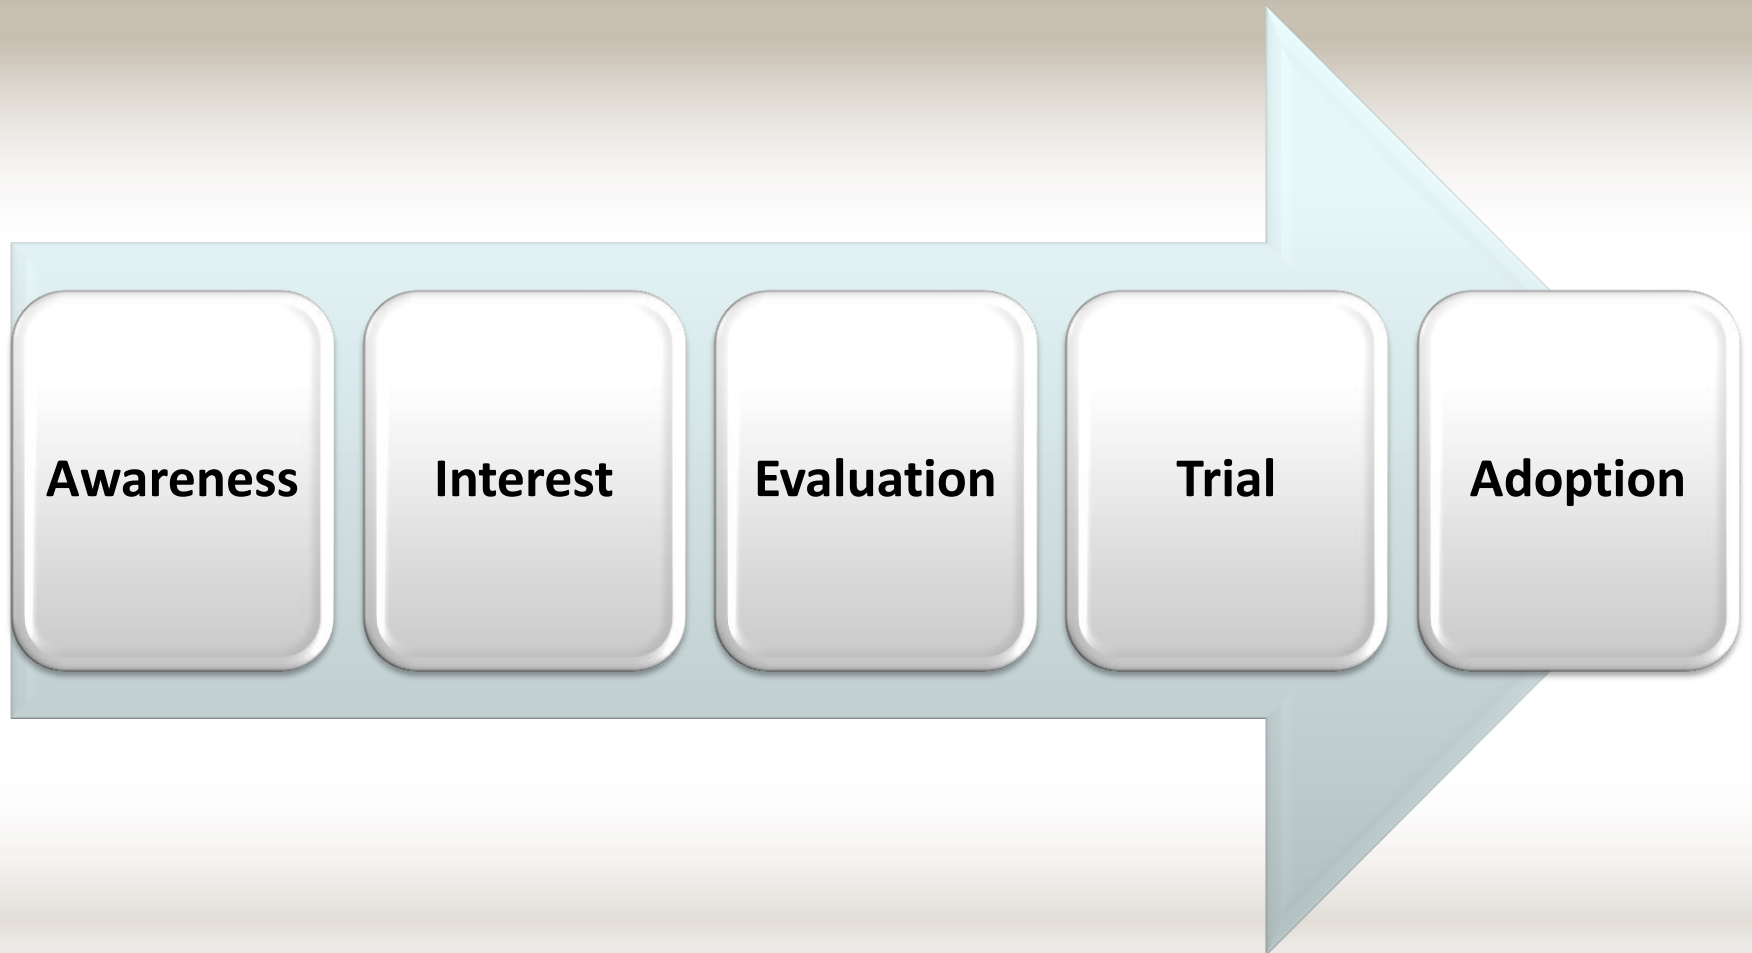 Awareness
Interest
Evaluation
Trial
Adoption